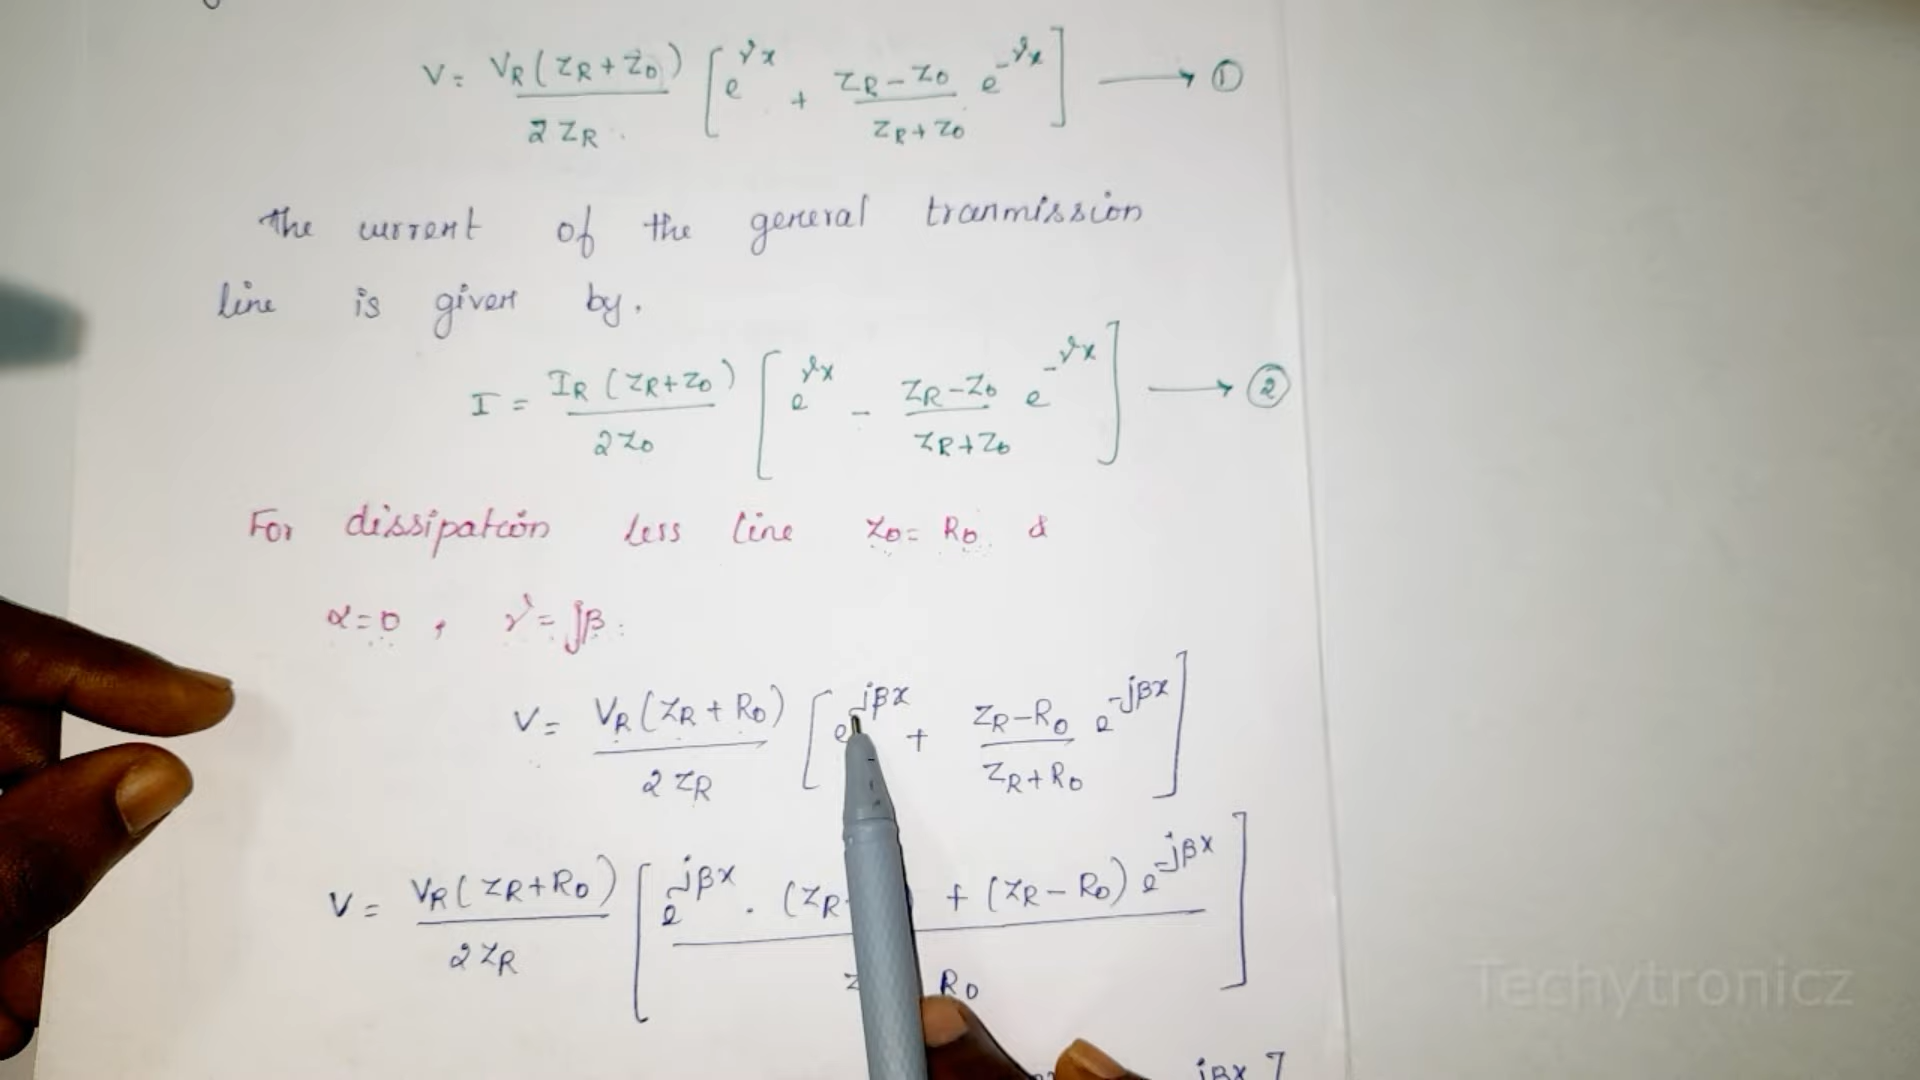 V = VR(ZR+Z0) / 2ZR [e^γx + ZR-Z0 / ZR+Z0 e^-γx] → ①
The current of the general tranmission
line is given by.
I = IR(ZR+Z0) / 2Z0 [e^γx - ZR-Z0 / ZR+Z0 e^-γx] → ②
For dissipation less line Z0 = R0 &
α=0, γ=jβ.
V = VR(ZR+R0) / 2ZR [e^jβx + ZR-R0 / ZR+R0 e^-jβx]
V = VR(ZR+R0) / 2ZR [e^jβx . (ZR + (ZR-R0) e^-jβx / R0]
jβx ]
Techytronicz